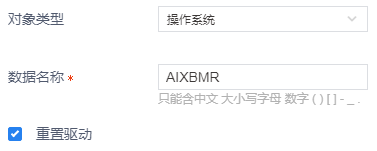 对象类型 操作系统
数据名称 * AIXBMR
只能含中文 大小写字母 数字 ( ) [ ] - _ .
重置驱动